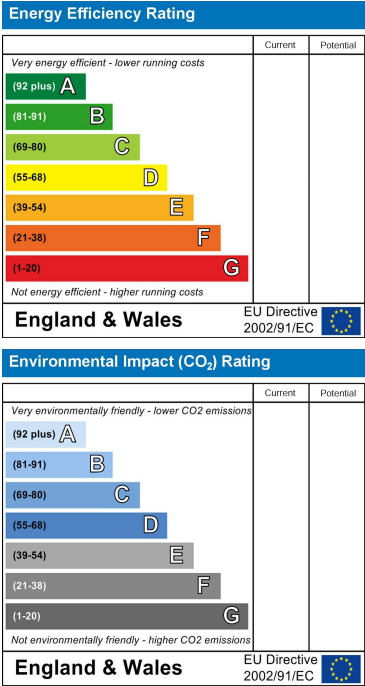 Energy Efficiency Rating
Current Potential
Very energy efficient - lower running costs
(92 plus) A
(81-91) B
(69-80) C
(55-68) D
(39-54) E
(21-38) F
(1-20) G
Not energy efficient - higher running costs
England & Wales
EU Directive
2002/91/EC
Environmental Impact (CO₂) Rating
Current Potential
Very environmentally friendly - lower CO2 emissions
(92 plus) A
(81-91) B
(69-80) C
(55-68) D
(39-54) E
(21-38) F
(1-20) G
Not environmentally friendly - higher CO2 emissions
England & Wales
EU Directive
2002/91/EC